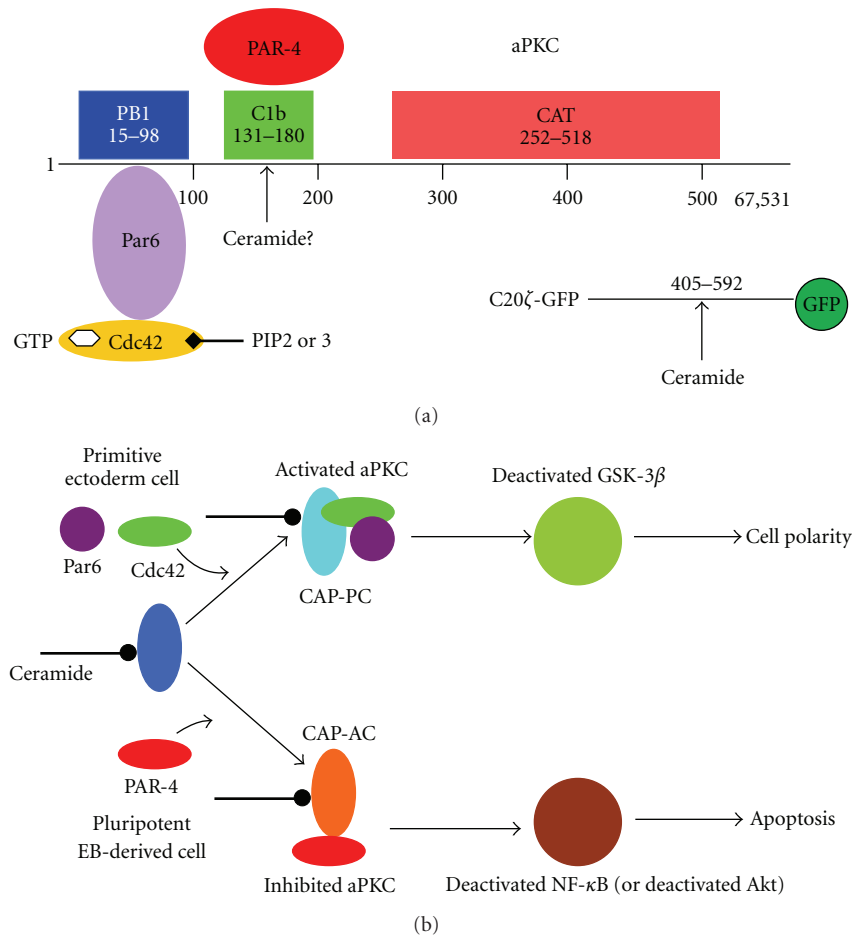 PAR-4
aPKC
PB1
15–98
C1b
131–180
CAT
252–518
1
100
200
300
400
500
67,531
Par6
Ceramide?
C20ζ-GFP
405–592
GFP
GTP
Cdc42
PIP2 or 3
Ceramide
(a)
Primitive
ectoderm cell
Activated aPKC
Deactivated GSK-3β
Par6
Cdc42
CAP-PC
Cell polarity
Ceramide
CAP-AC
PAR-4
Pluripotent
EB-derived cell
Apoptosis
Inhibited aPKC
Deactivated NF-κB (or deactivated Akt)
(b)